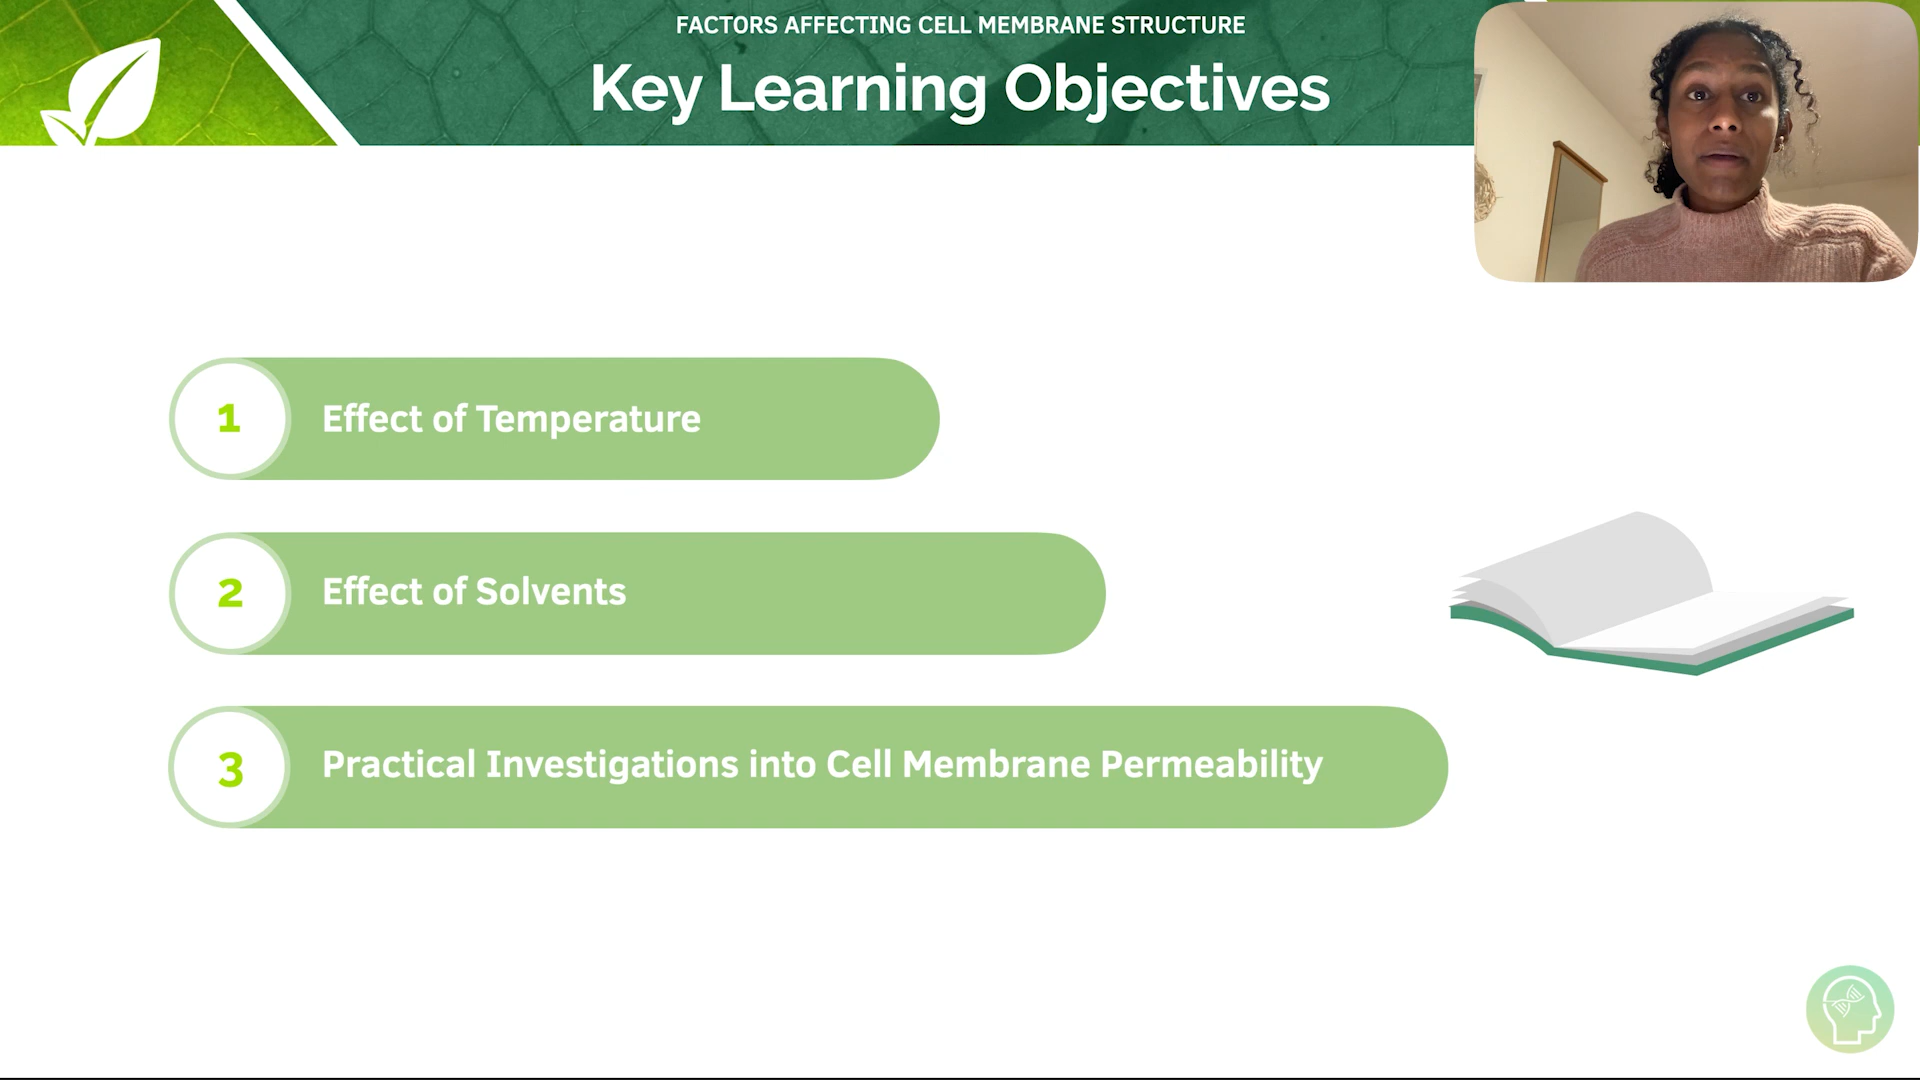 FACTORS AFFECTING CELL MEMBRANE STRUCTURE
Key Learning Objectives
1 Effect of Temperature
2 Effect of Solvents
3 Practical Investigations into Cell Membrane Permeability